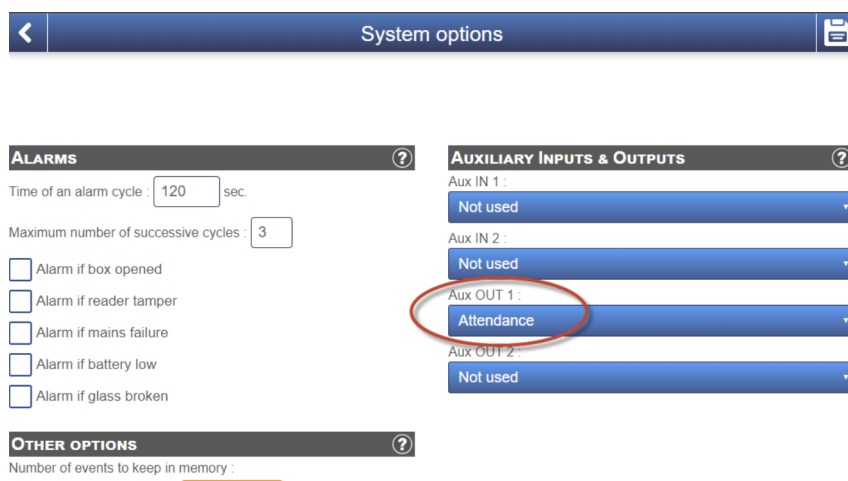 System options
ALARMS
Time of an alarm cycle : 120 sec.
Maximum number of successive cycles : 3
Alarm if box opened
Alarm if reader tamper
Alarm if mains failure
Alarm if battery low
Alarm if glass broken
OTHER OPTIONS
Number of events to keep in memory :
AUXILIARY INPUTS & OUTPUTS
Aux IN 1 :
Not used
Aux IN 2 :
Not used
Aux OUT 1 :
Attendance
Aux OUT 2 :
Not used